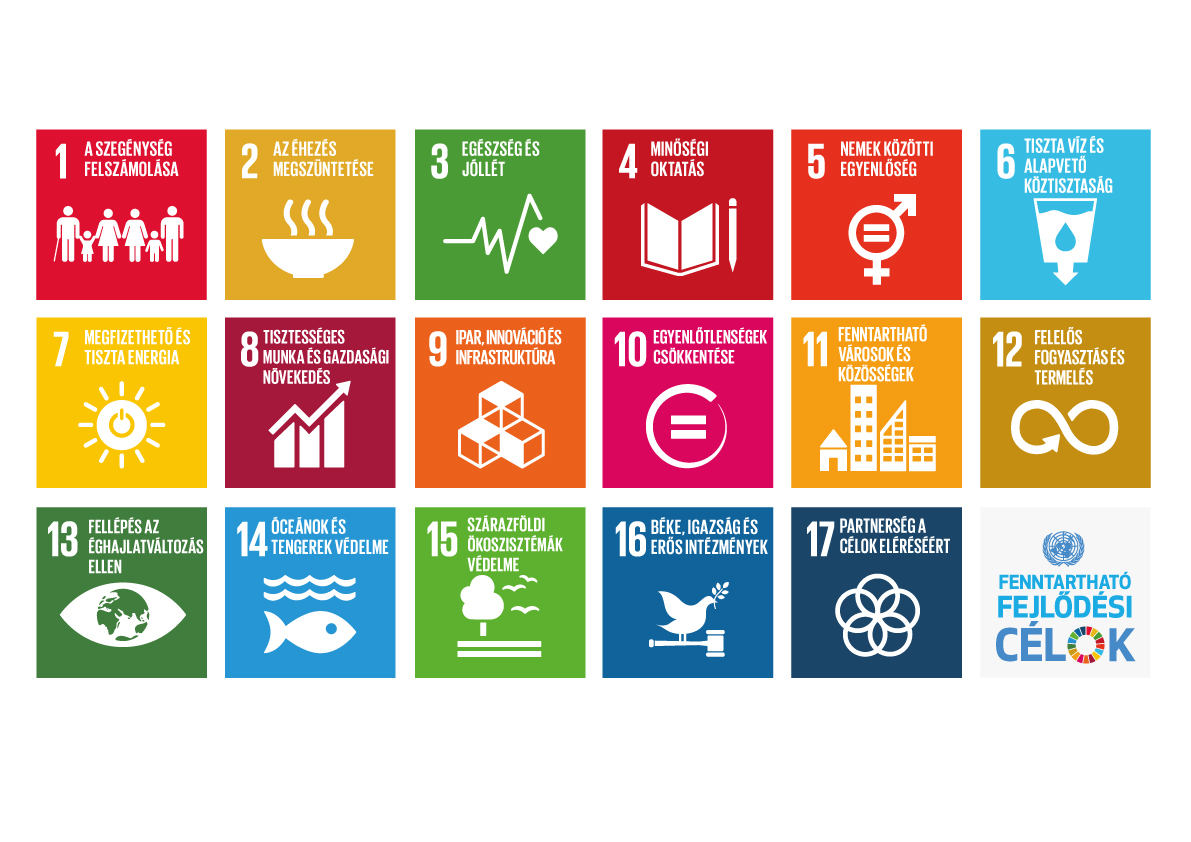 1 A SZEGÉNYSÉG
FELSZÁMOLÁSA
2 AZ ÉHEZÉS
MEGSZŰNTETÉSE
3 EGÉSZSÉG ÉS
JÓLLÉT
4 MINŐSÉGI
OKTATÁS
5 NEMEK KÖZÖTTI
EGYENLŐSÉG
6 TISZTA VÍZ ÉS
ALAPVETŐ
KÖZTISZTASÁG
7 MEGFIZETHETŐ ÉS
TISZTA ENERGIA
8 TISZTESSÉGES
MUNKA ÉS GAZDASÁGI
NÖVEKEDÉS
9 IPAR, INNOVÁCIÓ ÉS
INFRASTRUKTÚRA
10 EGYENLŐTLENSÉGEK
CSÖKKENTÉSE
11 FENNTARTHATÓ
VÁROSOK ÉS
KÖZÖSSÉGEK
12 FELELŐS
FOGYASZTÁS ÉS
TERMELÉS
13 FELLÉPÉS AZ
ÉGHAJLATVÁLTOZÁS
ELLEN
14 ÓCEÁNOK ÉS
TENGEREK VÉDELME
15 SZÁRAZFÖLDI
ÖKOSZISZTÉMÁK
VÉDELME
16 BÉKE, IGAZSÁG ÉS
ERŐS INTÉZMÉNYEK
17 PARTNERSÉG A
CÉLOK ELÉRÉSÉÉRT
FENNTARTHATÓ
FEJLŐDÉSI
CÉLOK